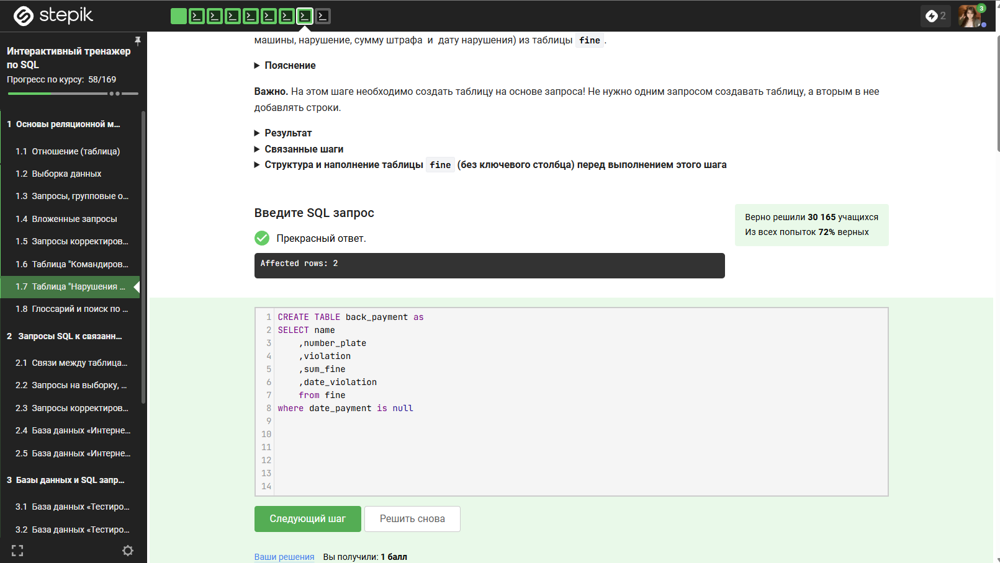 stepik
2
3
Интерактивный тренажер
по SQL
Прогресс по курсу: 58/169
1 Основы реляционной м...
1.1 Отношение (таблица)
1.2 Выборка данных
1.3 Запросы, групповые о...
1.4 Вложенные запросы
1.5 Запросы корректиров...
1.6 Таблица "Командиров...
1.7 Таблица "Нарушения ...
1.8 Глоссарий и поиск по ...
2 Запросы SQL к связанн...
2.1 Связи между таблица...
2.2 Запросы на выборку, ...
2.3 Запросы корректиров...
2.4 База данных «Интерне...
2.5 База данных «Интерне...
3 Базы данных и SQL запр...
3.1 База данных «Тестиро...
3.2 База данных «Тестиро...
машины, нарушение, сумму штрафа и дату нарушения) из таблицы fine.
Пояснение
Важно. На этом шаге необходимо создать таблицу на основе запроса! Не нужно одним запросом создавать таблицу, а вторым в нее
добавлять строки.
Результат
Связанные шаги
Структура и наполнение таблицы fine (без ключевого столбца) перед выполнением этого шага
Введите SQL запрос
Прекрасный ответ.
Affected rows: 2
Верно решили 30 165 учащихся
Из всех попыток 72% верных
1 CREATE TABLE back_payment as
2 SELECT name
3 ,number_plate
4 ,violation
5 ,sum_fine
6 ,date_violation
7 from fine
8 where date_payment is null
9
10
11
12
13
14
Следующий шаг
Решить снова
Ваши решения Вы получили: 1 балл